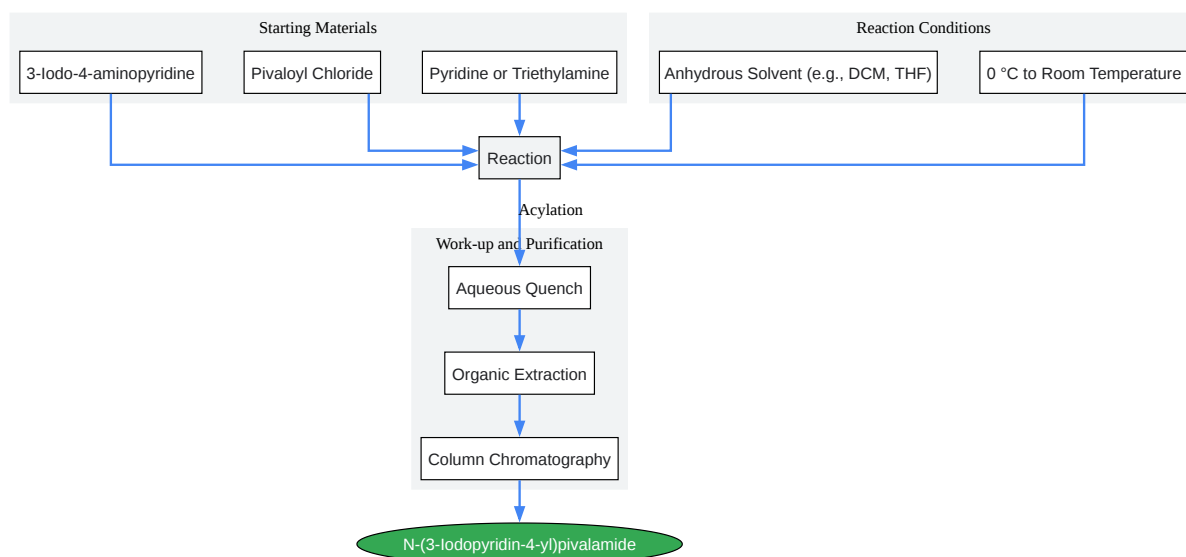 Starting Materials
Reaction Conditions
3-Iodo-4-aminopyridine
Pivaloyl Chloride
Pyridine or Triethylamine
Anhydrous Solvent (e.g., DCM, THF)
0 °C to Room Temperature
Reaction
Acylation
Work-up and Purification
Aqueous Quench
Organic Extraction
Column Chromatography
N-(3-Iodopyridin-4-yl)pivalamide